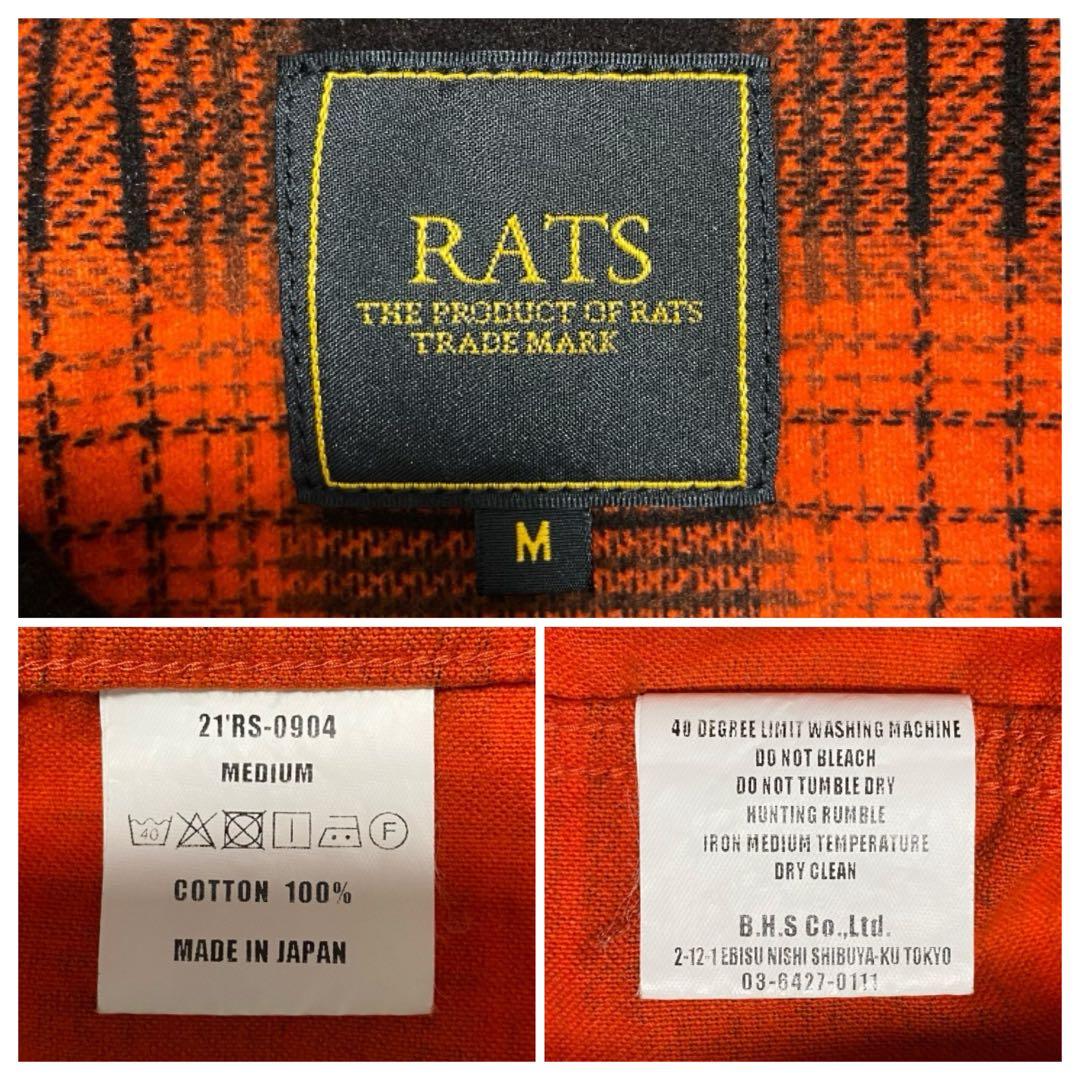 RATS
THE PRODUCT OF RATS
TRADE MARK
M
21'RS-0904
MEDIUM
40
F
COTTON 100%
MADE IN JAPAN
40 DEGREE LIMIT WASHING MACHINE
DO NOT BLEACH
DO NOT TUMBLE DRY
HUNTING RUMBLE
IRON MEDIUM TEMPERATURE
DRY CLEAN
B.H.S Co.,Ltd.
2-12-1 EBISU NISHI SHIBUYA-KU TOKYO
03-6427-0111